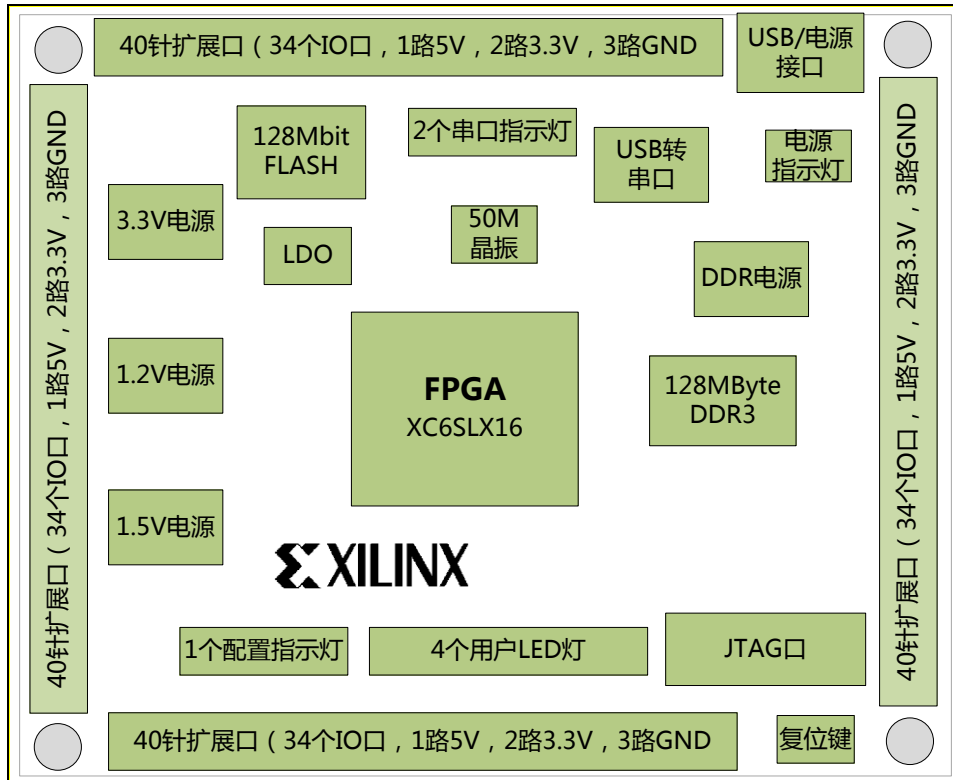 40针扩展口(34个IO口,1路5V,2路3.3V,3路GND
USB/电源
接口
40针扩展口(34个IO口,1路5V,2路3.3V,3路GND
128Mbit
FLASH
2个串口指示灯
USB转
串口
电源
指示灯
40针扩展口(34个IO口,1路5V,2路3.3V,3路GND
3.3V电源
LDO
50M
晶振
DDR电源
1.2V电源
FPGA
XC6SLX16
128MByte
DDR3
1.5V电源
XILINX
1个配置指示灯
4个用户LED灯
JTAG口
40针扩展口(34个IO口,1路5V,2路3.3V,3路GND
复位键